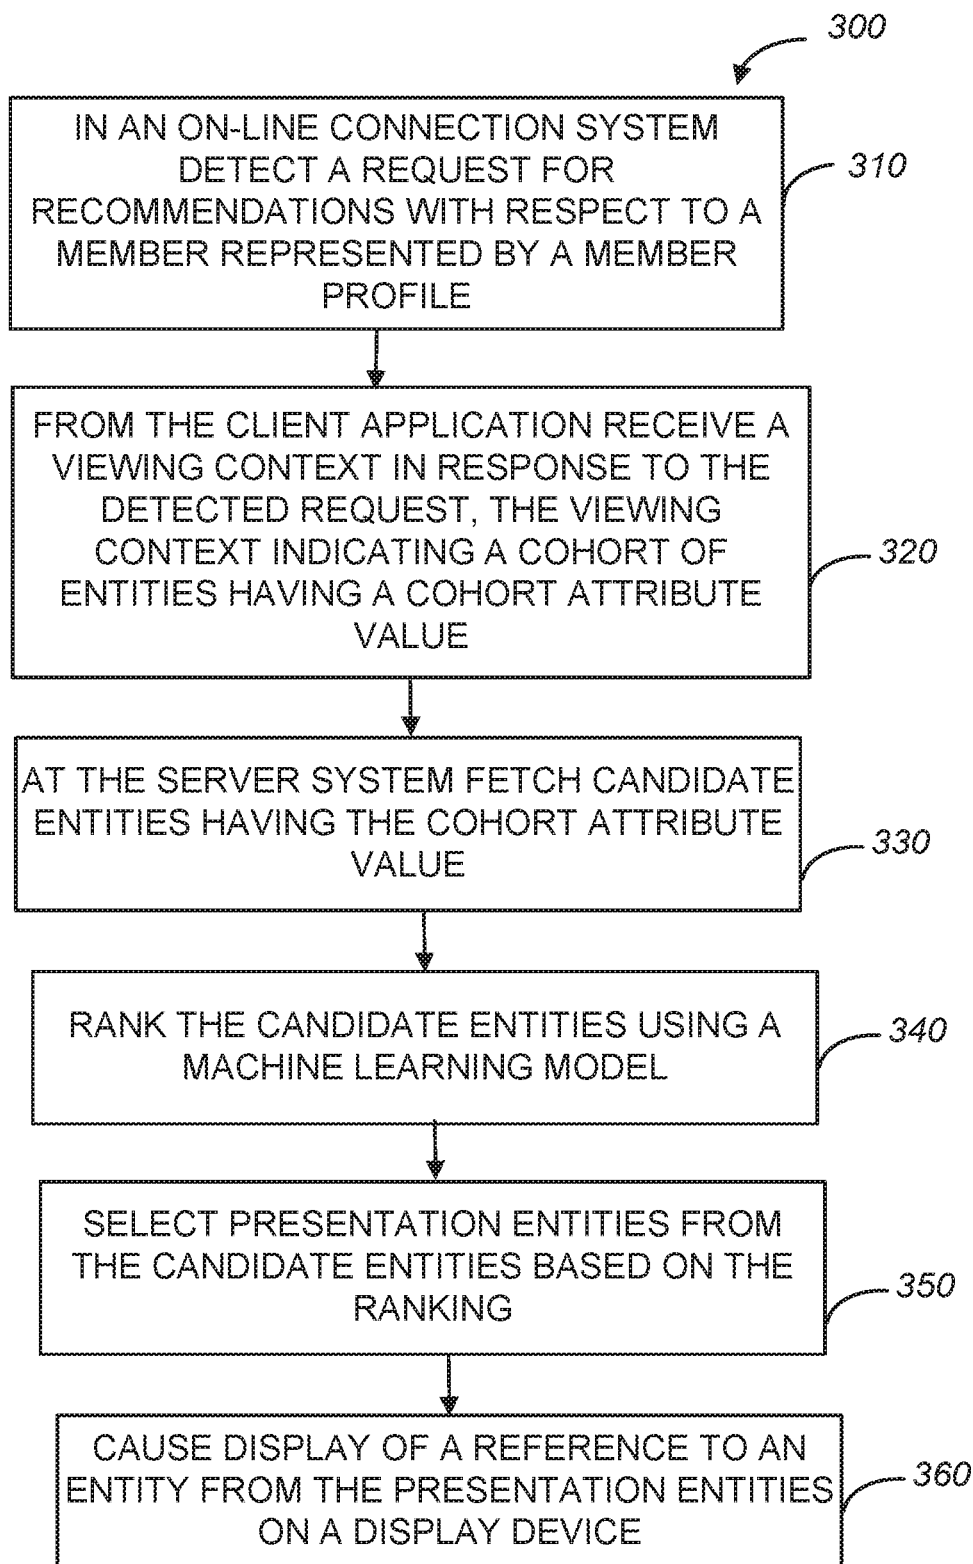 300
IN AN ON-LINE CONNECTION SYSTEM
DETECT A REQUEST FOR
RECOMMENDATIONS WITH RESPECT TO A
MEMBER REPRESENTED BY A MEMBER
PROFILE
310
FROM THE CLIENT APPLICATION RECEIVE A
VIEWING CONTEXT IN RESPONSE TO THE
DETECTED REQUEST, THE VIEWING
CONTEXT INDICATING A COHORT OF
ENTITIES HAVING A COHORT ATTRIBUTE
VALUE
320
AT THE SERVER SYSTEM FETCH CANDIDATE
ENTITIES HAVING THE COHORT ATTRIBUTE
VALUE
330
RANK THE CANDIDATE ENTITIES USING A
MACHINE LEARNING MODEL
340
SELECT PRESENTATION ENTITIES FROM
THE CANDIDATE ENTITIES BASED ON THE
RANKING
350
CAUSE DISPLAY OF A REFERENCE TO AN
ENTITY FROM THE PRESENTATION ENTITIES
ON A DISPLAY DEVICE
360